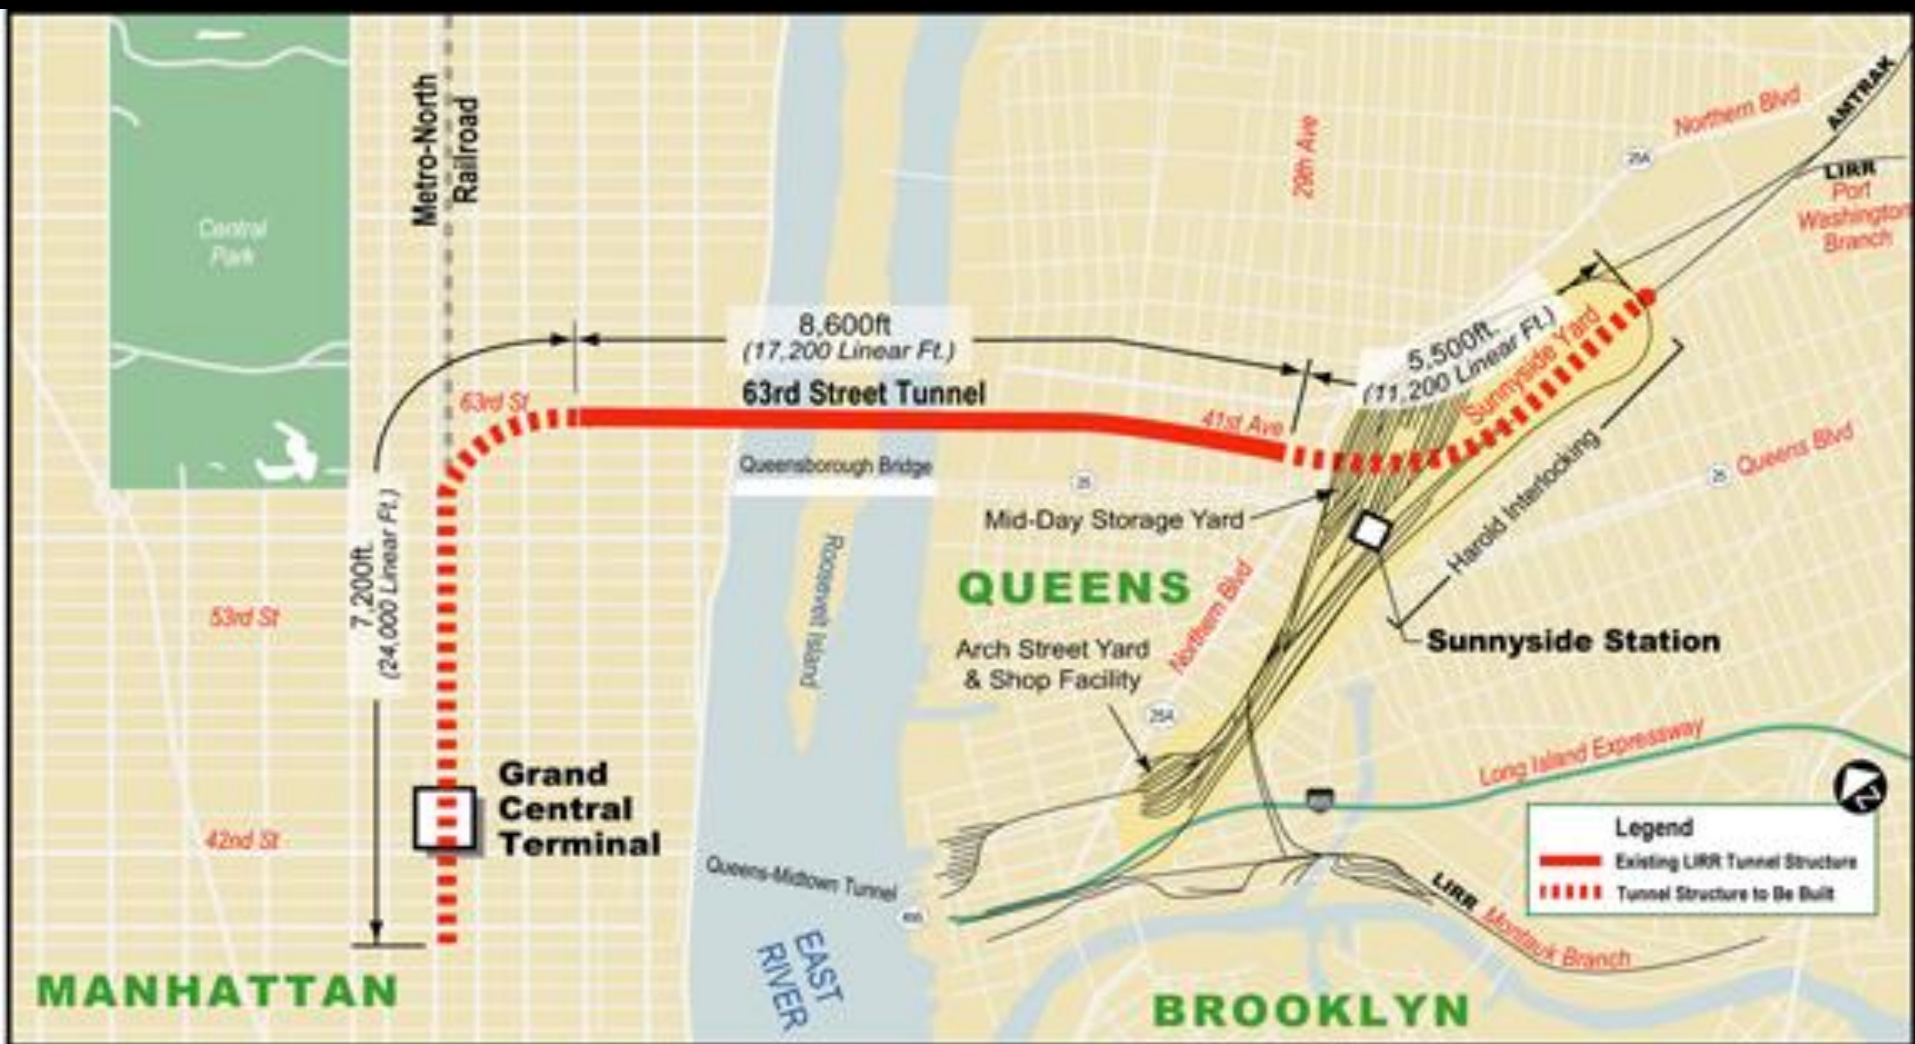 Metro-North
Railroad
Central
Park
29th Ave
Northern Blvd
25A
AMTRAK
LIRR
Port
Washington
Branch
8,600ft
(17,200 Linear Ft.)
63rd Street Tunnel
63rd St
41st Ave
5,500ft.
(11,200 Linear Ft.)
Sunnyside Yard
Harold Interlocking
Queensborough Bridge
25
25
Queens Blvd
Mid-Day Storage Yard
7,200ft.
(24,000 Linear Ft.)
53rd St
Roosevelt Island
QUEENS
Northern Blvd
Arch Street Yard
& Shop Facility
25A
Sunnyside Station
Long Island Expressway
Grand
Central
Terminal
42nd St
Queens-Midtown Tunnel
EAST
RIVER
LIRR Montauk Branch
Z
Legend
Existing LIRR Tunnel Structure
Tunnel Structure to Be Built
MANHATTAN
BROOKLYN